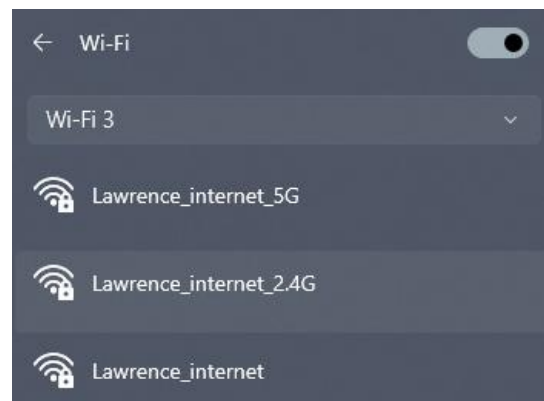 Wi-Fi
Wi-Fi 3
Lawrence_internet_5G
Lawrence_internet_2.4G
Lawrence_internet